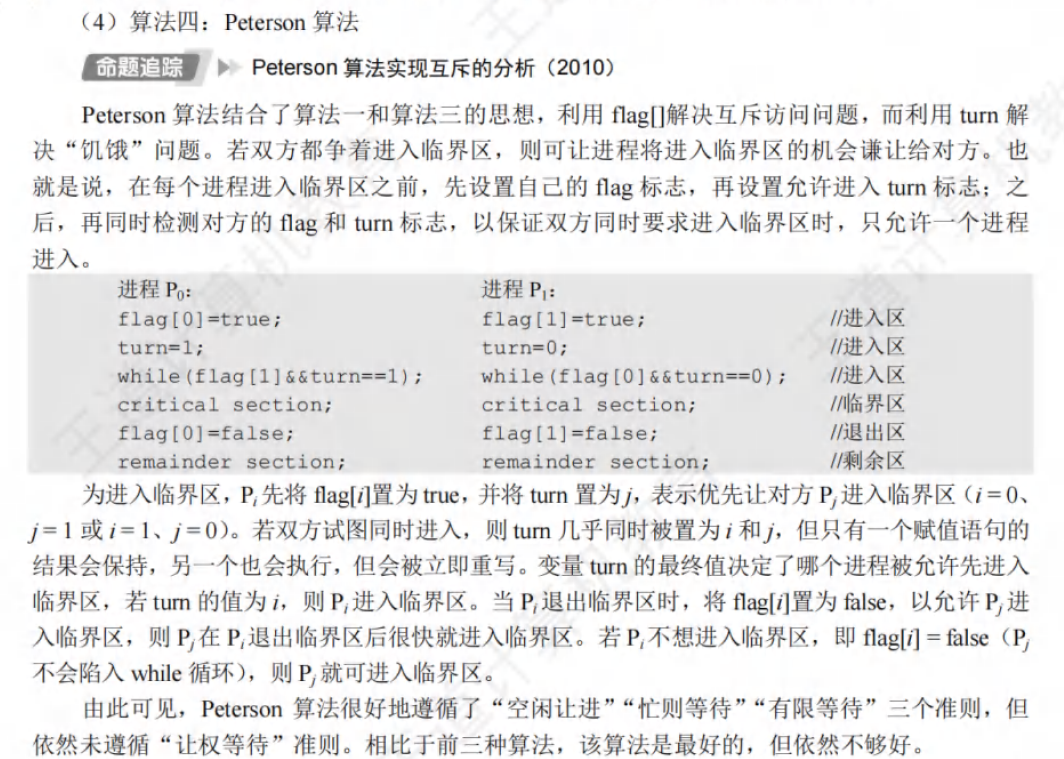 （4）算法四：Peterson 算法
命题追踪 Peterson 算法实现互斥的分析（2010）
Peterson 算法结合了算法一和算法三的思想，利用 flag[]解决互斥访问问题，而利用 turn 解
决“饥饿”问题。若双方都争着进入临界区，则可让进程将进入临界区的机会谦让给对方。也
就是说，在每个进程进入临界区之前，先设置自己的 flag 标志，再设置允许进入 turn 标志；之
后，再同时检测对方的 flag 和 turn 标志，以保证双方同时要求进入临界区时，只允许一个进程
进入。
进程 P0： 进程 P1：
flag[0]=true; flag[1]=true; //进入区
turn=1; turn=0; //进入区
while(flag[1]&&turn==1); while(flag[0]&&turn==0); //进入区
critical section; critical section; //临界区
flag[0]=false; flag[1]=false; //退出区
remainder section; remainder section; //剩余区
为进入临界区，Pi先将 flag[i]置为 true，并将 turn 置为 j，表示优先让对方 Pj 进入临界区（i = 0、
j = 1 或 i = 1、j = 0）。若双方试图同时进入，则 turn 几乎同时被置为 i 和 j，但只有一个赋值语句的
结果会保持，另一个也会执行，但会被立即重写。变量 turn 的最终值决定了哪个进程被允许先进入
临界区，若 turn 的值为 i，则 Pi 进入临界区。当 Pi 退出临界区时，将 flag[i]置为 false，以允许 Pj 进
入临界区，则 Pj 在 Pi 退出临界区后很快就进入临界区。若 Pi 不想进入临界区，即 flag[i] = false（Pj
不会陷入 while 循环），则 Pj 就可进入临界区。
由此可见，Peterson 算法很好地遵循了“空闲让进”“忙则等待”“有限等待”三个准则，但
依然未遵循“让权等待”准则。相比于前三种算法，该算法是最好的，但依然不够好。